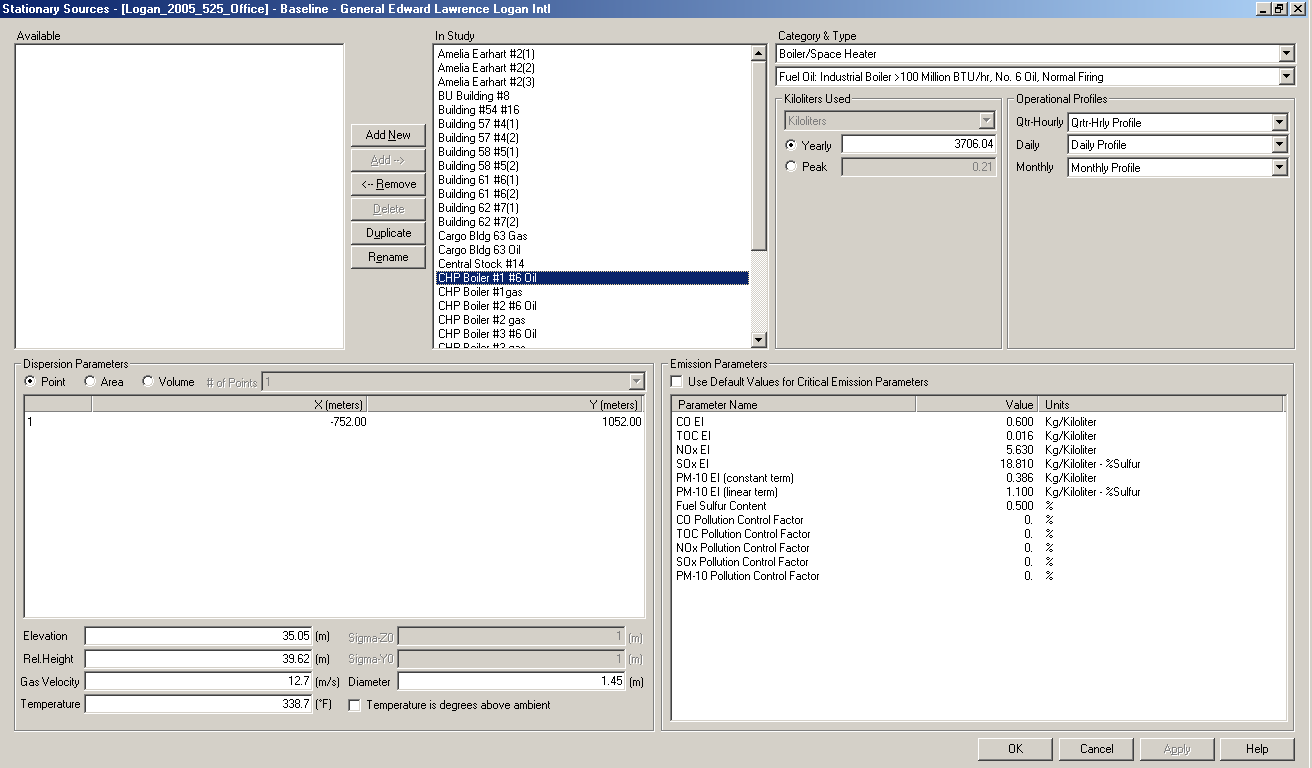 Stationary Sources - [Logan_2005_525_Office] - Baseline - General Edward Lawrence Logan Intl
Available
Add New
Add -->
<-- Remove
Delete
Duplicate
Rename
In Study
Amelia Earhart #2(1)
Amelia Earhart #2(2)
Amelia Earhart #2(3)
BU Building #8
Building #54 #16
Building 57 #4(1)
Building 57 #4(2)
Building 58 #5(1)
Building 58 #5(2)
Building 61 #6(1)
Building 61 #6(2)
Building 62 #7(1)
Building 62 #7(2)
Cargo Bldg 63 Gas
Cargo Bldg 63 Oil
Central Stock #14
CHP Boiler #1 #6 Oil
CHP Boiler #1gas
CHP Boiler #2 #6 Oil
CHP Boiler #2 gas
CHP Boiler #3 #6 Oil
CHP Boiler #3 gas
Category & Type
Boiler/Space Heater
Fuel Oil: Industrial Boiler >100 Million BTU/hr, No. 6 Oil, Normal Firing
Kiloliters Used
Kiloliters
Yearly 3706.04
Peak 0.21
Operational Profiles
Qtr-Hourly Qrtr-Hrly Profile
Daily Daily Profile
Monthly Monthly Profile
Dispersion Parameters
Point Area Volume # of Points 1
X (meters) Y (meters)
1 -752.00 1052.00
Elevation 35.05 (m) Sigma-Z0 1 (m)
Rel.Height 39.62 (m) Sigma-Y0 1 (m)
Gas Velocity 12.7 (m/s) Diameter 1.45 (m)
Temperature 338.7 (°F) Temperature is degrees above ambient
Emission Parameters
Use Default Values for Critical Emission Parameters
Parameter Name Value Units
CO EI 0.600 Kg/Kiloliter
TOC EI 0.016 Kg/Kiloliter
NOx EI 5.630 Kg/Kiloliter
SOx EI 18.810 Kg/Kiloliter - %Sulfur
PM-10 EI (constant term) 0.386 Kg/Kiloliter
PM-10 EI (linear term) 1.100 Kg/Kiloliter - %Sulfur
Fuel Sulfur Content 0.500 %
CO Pollution Control Factor 0. %
TOC Pollution Control Factor 0. %
NOx Pollution Control Factor 0. %
SOx Pollution Control Factor 0. %
PM-10 Pollution Control Factor 0. %
OK Cancel Apply Help